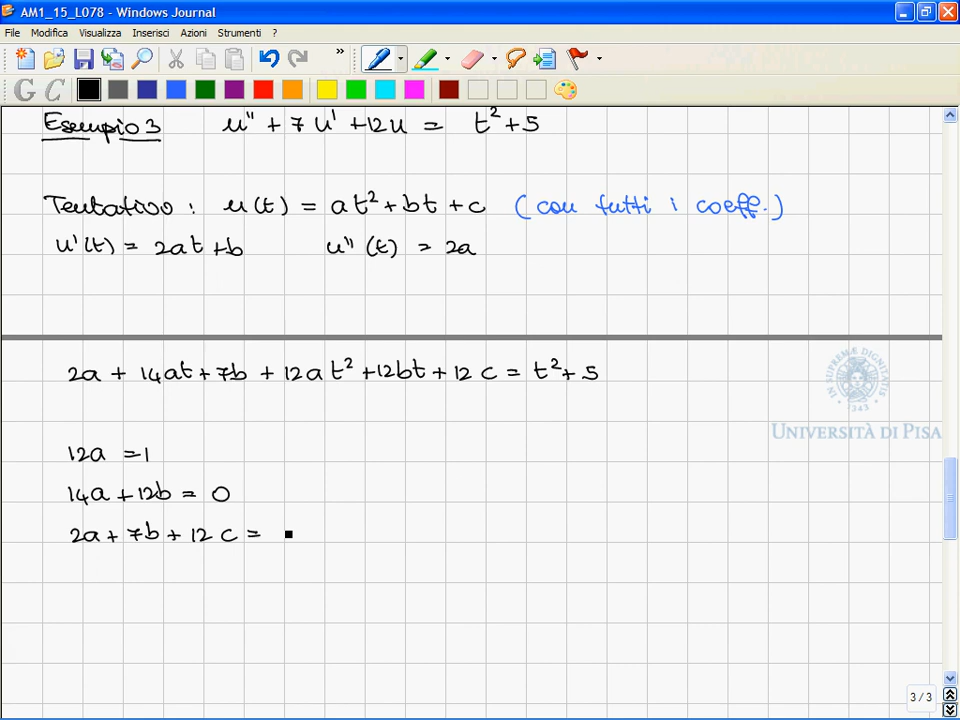 AM1_15_L078 - Windows Journal
File Modifica Visualizza Inserisci Azioni Strumenti ?
Esempio 3 u'' + 7u' + 12u = t² + 5
Tentativo : u(t) = at² + bt + c (con tutti i coeff.)
u'(t) = 2at + b u''(t) = 2a
2a + 14at + 7b + 12at² + 12bt + 12c = t² + 5
UNIVERSITÀ DI PISA
12a = 1
14a + 12b = 0
2a + 7b + 12c =
3 / 3